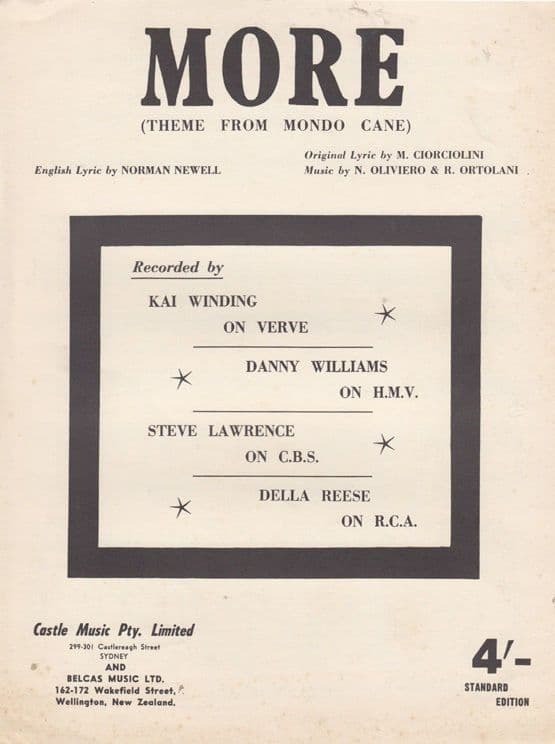 MORE
(THEME FROM MONDO CANE)
Original Lyric by M. CIORCIOLINI
English Lyric by NORMAN NEWELL
Music by N. OLIVIERO & R. ORTOLANI
Recorded by
KAI WINDING
ON VERVE
DANNY WILLIAMS
ON H.M.V.
STEVE LAWRENCE
ON C.B.S.
DELLA REESE
ON R.C.A.
Castle Music Pty. Limited
299-301 Castlereagh Street
SYDNEY
AND
BELCAS MUSIC LTD.
162-172 Wakefield Street,
Wellington, New Zealand.
4/-
STANDARD
EDITION